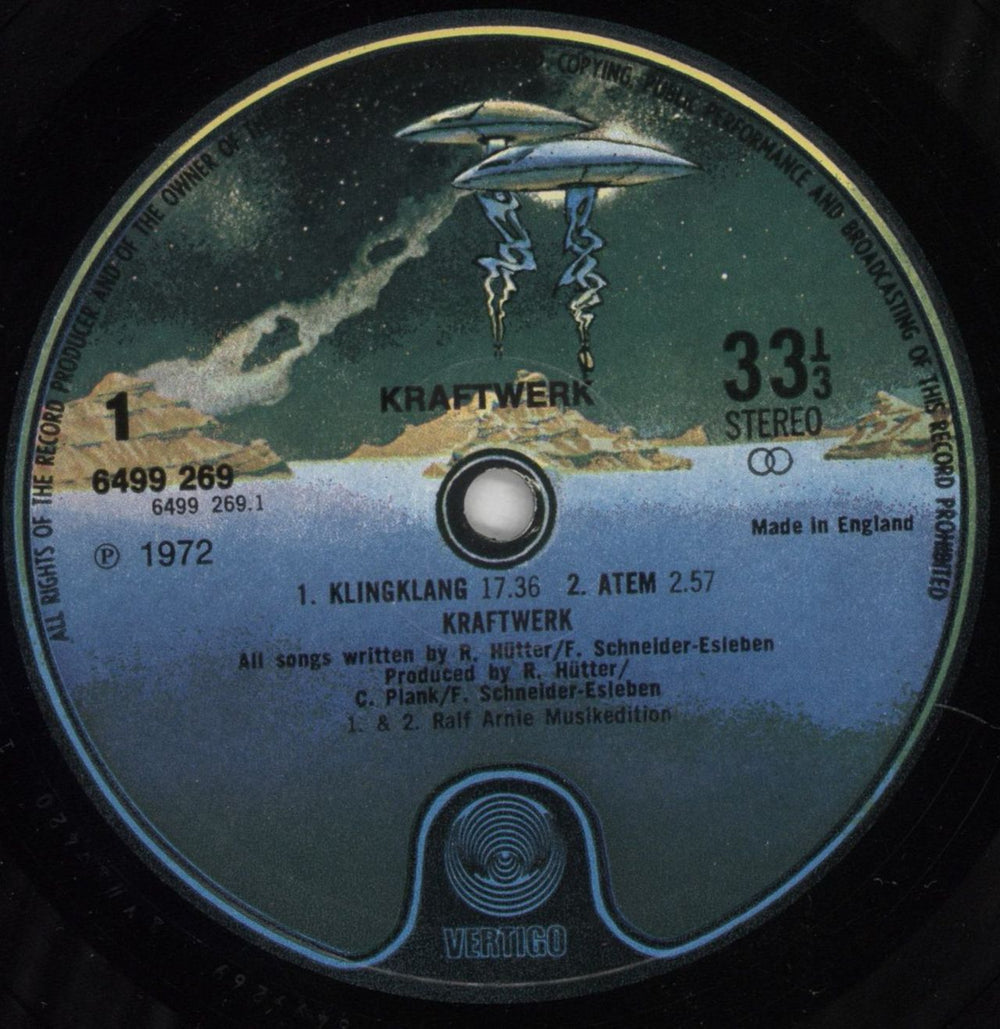 ALL RIGHTS OF THE RECORD PRODUCER AND OF THE OWNER OF THE
COPYING, PUBLIC PERFORMANCE AND BROADCASTING OF THIS RECORD PROHIBITED
KRAFTWERK
1
33 1/3
STEREO
6499 269
6499 269.1
Made in England
℗ 1972
1. KLINGKLANG 17.36 2. ATEM 2.57
KRAFTWERK
All songs written by R. Hütter/F. Schneider-Esleben
Produced by R. Hütter/
C. Plank/F. Schneider-Esleben
1. & 2. Ralf Arnie Musikedition
VERTIGO